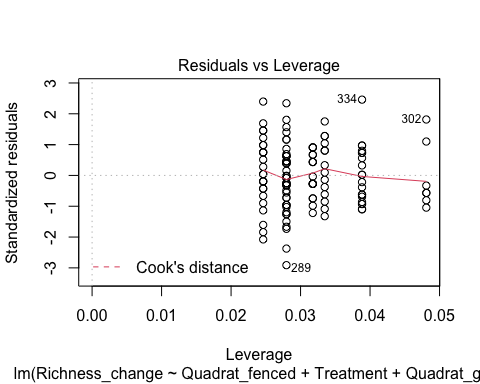 Residuals vs Leverage
Standardized residuals
3
2
1
0
-1
-2
-3
334
302
289
Cook's distance
0.00 0.01 0.02 0.03 0.04 0.05
Leverage
lm(Richness_change ~ Quadrat_fenced + Treatment + Quadrat_g